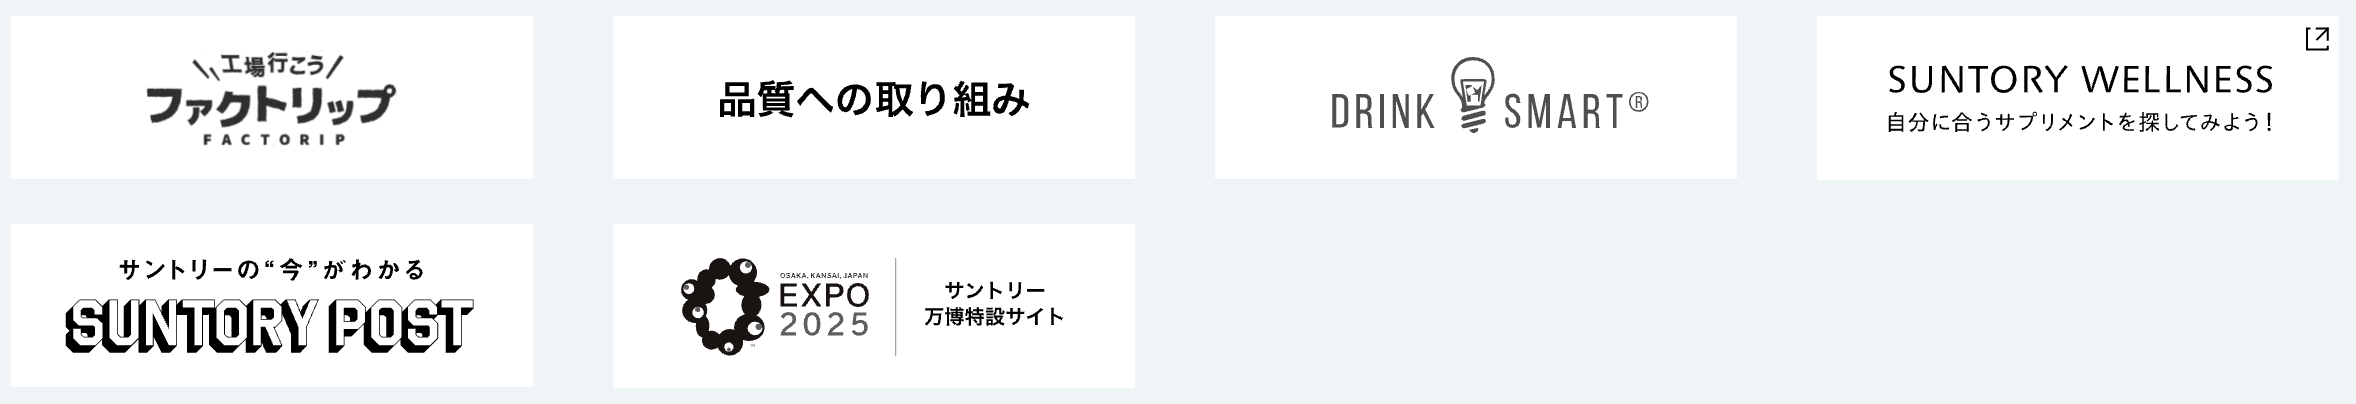 工場行こう
ファクトリップ
FACTORIP
品質への取り組み
DRINK SMART®
SUNTORY WELLNESS
自分に合うサプリメントを探してみよう！
サントリーの“今”がわかる
SUNTORY POST
OSAKA, KANSAI, JAPAN
EXPO
2025
サントリー
万博特設サイト